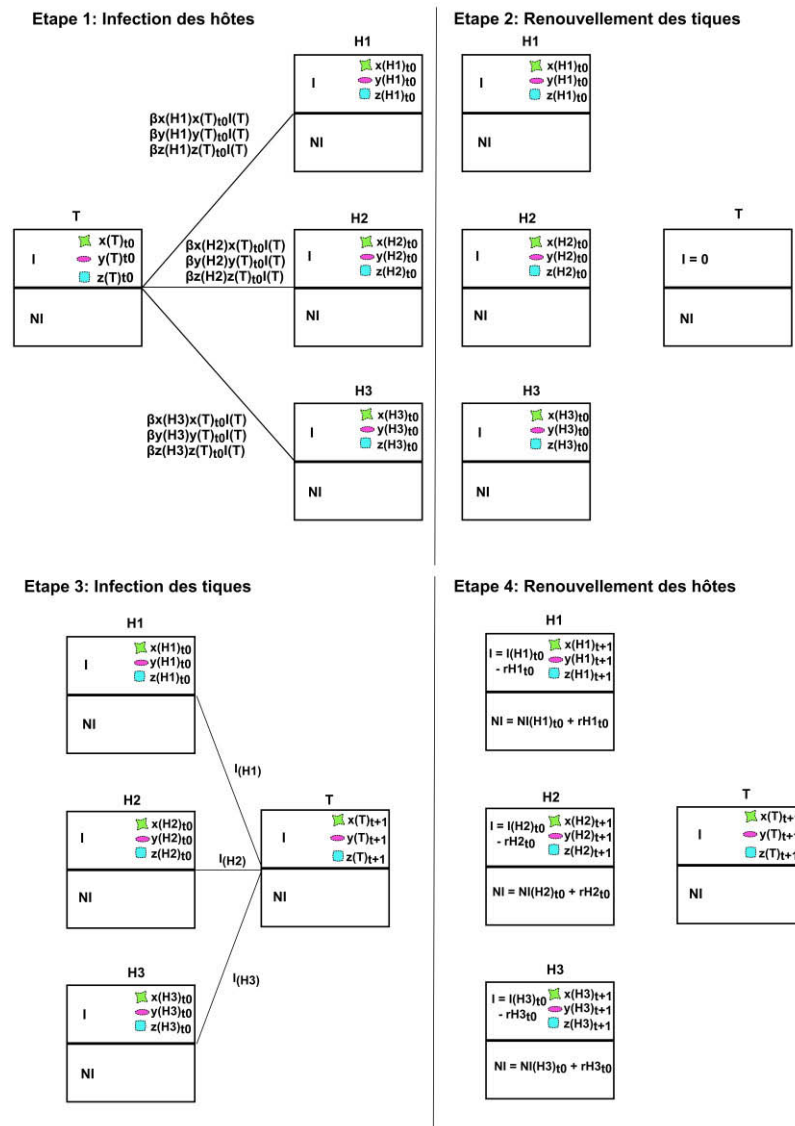 Etape 1: Infection des hôtes
H1
I
x(H1)t0
y(H1)t0
z(H1)t0
NI
βx(H1)x(T)t0I(T)
βy(H1)y(T)t0I(T)
βz(H1)z(T)t0I(T)
T
I
x(T)t0
y(T)t0
z(T)t0
NI
βx(H2)x(T)t0I(T)
βy(H2)y(T)t0I(T)
βz(H2)z(T)t0I(T)
H2
I
x(H2)t0
y(H2)t0
z(H2)t0
NI
βx(H3)x(T)t0I(T)
βy(H3)y(T)t0I(T)
βz(H3)z(T)t0I(T)
H3
I
x(H3)t0
y(H3)t0
z(H3)t0
NI
Etape 2: Renouvellement des tiques
H1
I
x(H1)t0
y(H1)t0
z(H1)t0
NI
H2
I
x(H2)t0
y(H2)t0
z(H2)t0
NI
T
I = 0
NI
H3
I
x(H3)t0
y(H3)t0
z(H3)t0
NI
Etape 3: Infection des tiques
H1
I
x(H1)t0
y(H1)t0
z(H1)t0
NI
I(H1)
H2
I
x(H2)t0
y(H2)t0
z(H2)t0
NI
I(H2)
T
I
x(T)t+1
y(T)t+1
z(T)t+1
NI
I(H3)
H3
I
x(H3)t0
y(H3)t0
z(H3)t0
NI
Etape 4: Renouvellement des hôtes
H1
I = I(H1)t0
- rH1t0
x(H1)t+1
y(H1)t+1
z(H1)t+1
NI = NI(H1)t0 + rH1t0
H2
I = I(H2)t0
- rH2t0
x(H2)t+1
y(H2)t+1
z(H2)t+1
NI = NI(H2)t0 + rH2t0
T
I
x(T)t+1
y(T)t+1
z(T)t+1
NI
H3
I = I(H3)t0
- rH3t0
x(H3)t+1
y(H3)t+1
z(H3)t+1
NI = NI(H3)t0 + rH3t0